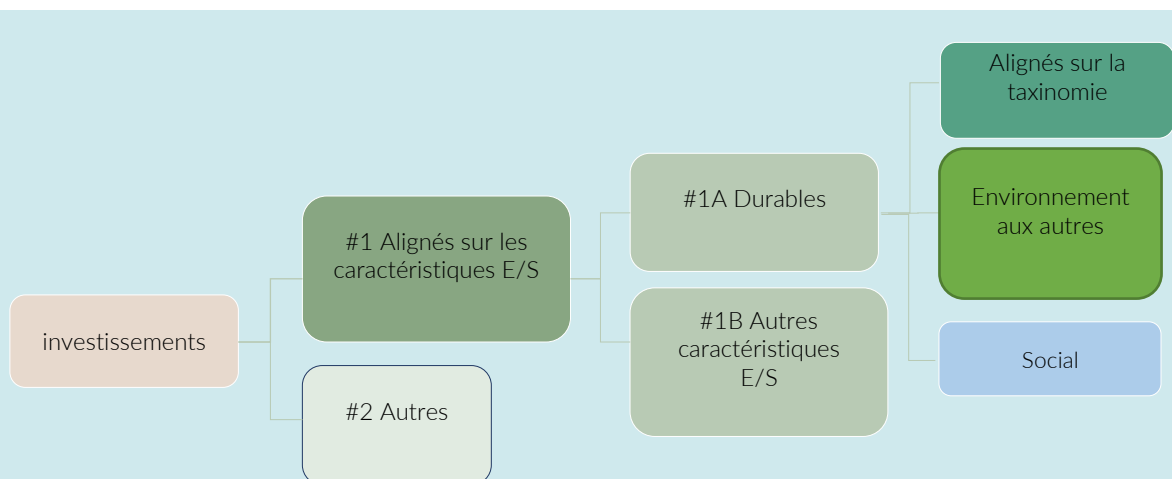 investissements
#1 Alignés sur les
caractéristiques E/S
#2 Autres
#1A Durables
#1B Autres
caractéristiques
E/S
Alignés sur la
taxinomie
Environnement
aux autres
Social